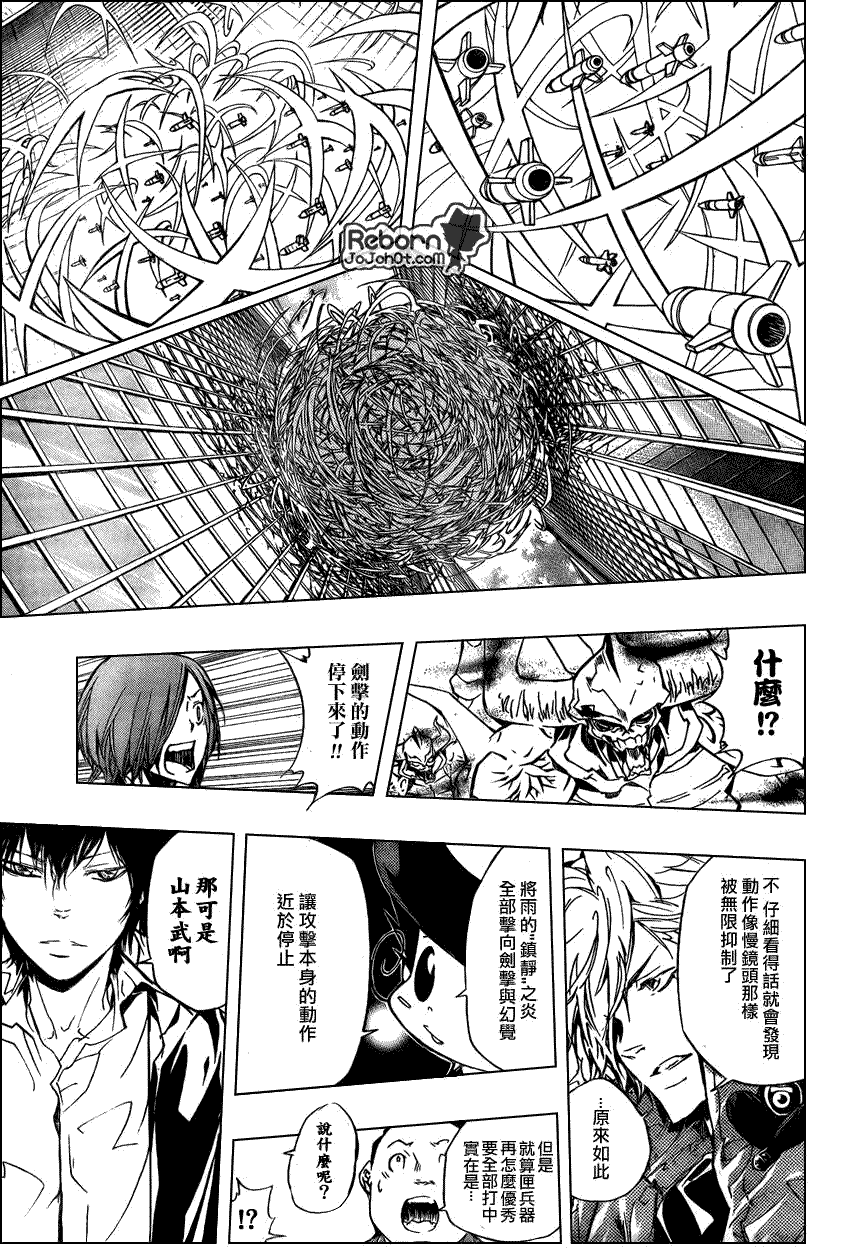 Reborn
JoJoHot.com
什麼!?
劍擊的動作
停下來了!!
不 仔細看得話就會發現
動作像慢鏡頭那樣
被無限抑制了
…原來如此
將雨的"鎮靜"之炎
全部擊向劍擊與幻覺
讓攻擊本身的動作
近於停止
那可是
山本武啊
但是
就算匣兵器
再怎麼優秀
要全部打中
實在是…
說什麼呢?
!?